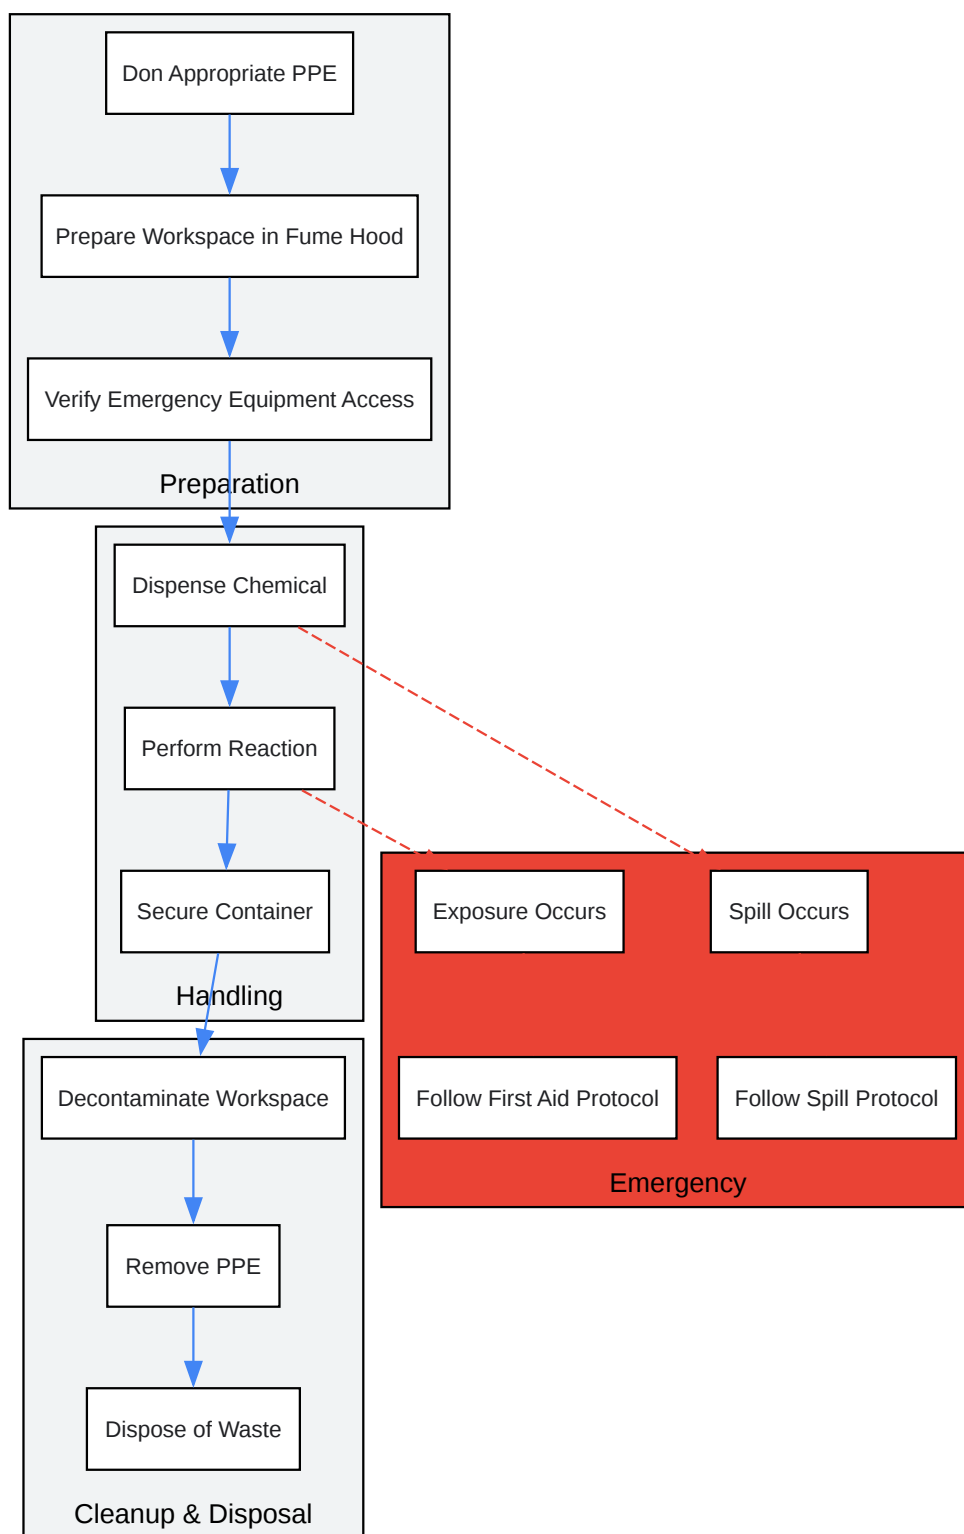 Don Appropriate PPE
Prepare Workspace in Fume Hood
Verify Emergency Equipment Access
Preparation
Dispense Chemical
Perform Reaction
Secure Container
Handling
Exposure Occurs
Spill Occurs
Follow First Aid Protocol
Follow Spill Protocol
Emergency
Decontaminate Workspace
Remove PPE
Dispose of Waste
Cleanup & Disposal